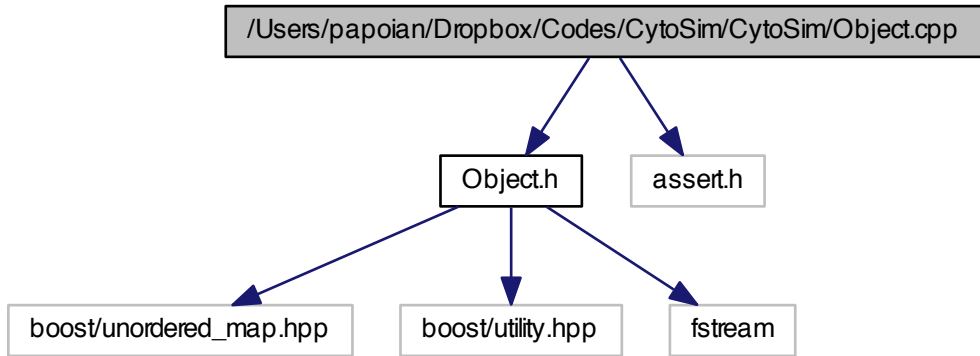 /Users/papoian/Dropbox/Codes/CytoSim/CytoSim/Object.cpp
Object.h
assert.h
boost/unordered_map.hpp
boost/utility.hpp
fstream